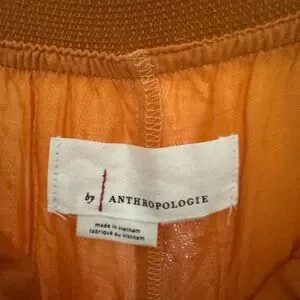 by ANTHROPOLOGIE
made in vietnam
fabriqué au vietnam